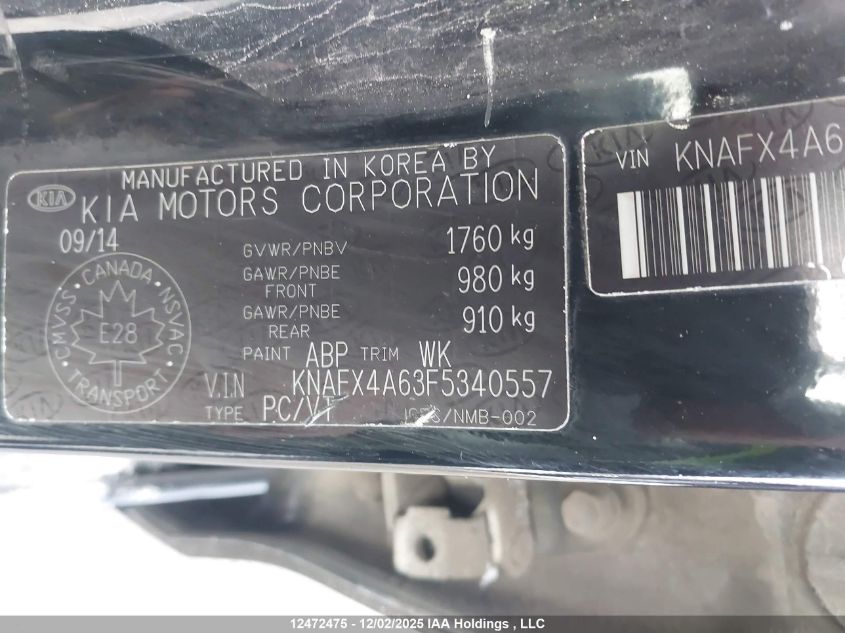 MANUFACTURED IN KOREA BY
KIA
KIA MOTORS CORPORATION
09/14
GVWR/PNBV 1760 kg
GAWR/PNBE FRONT 980 kg
GAWR/PNBE REAR 910 kg
CMVSS · CANADA · NSVAC
E28
TRANSPORT
PAINT ABP TRIM WK
V.I.N KNAFX4A63F5340557
TYPE PC/VT /NMB-002
VIN KNAFX4A6
12472475 - 12/02/2025 IAA Holdings , LLC